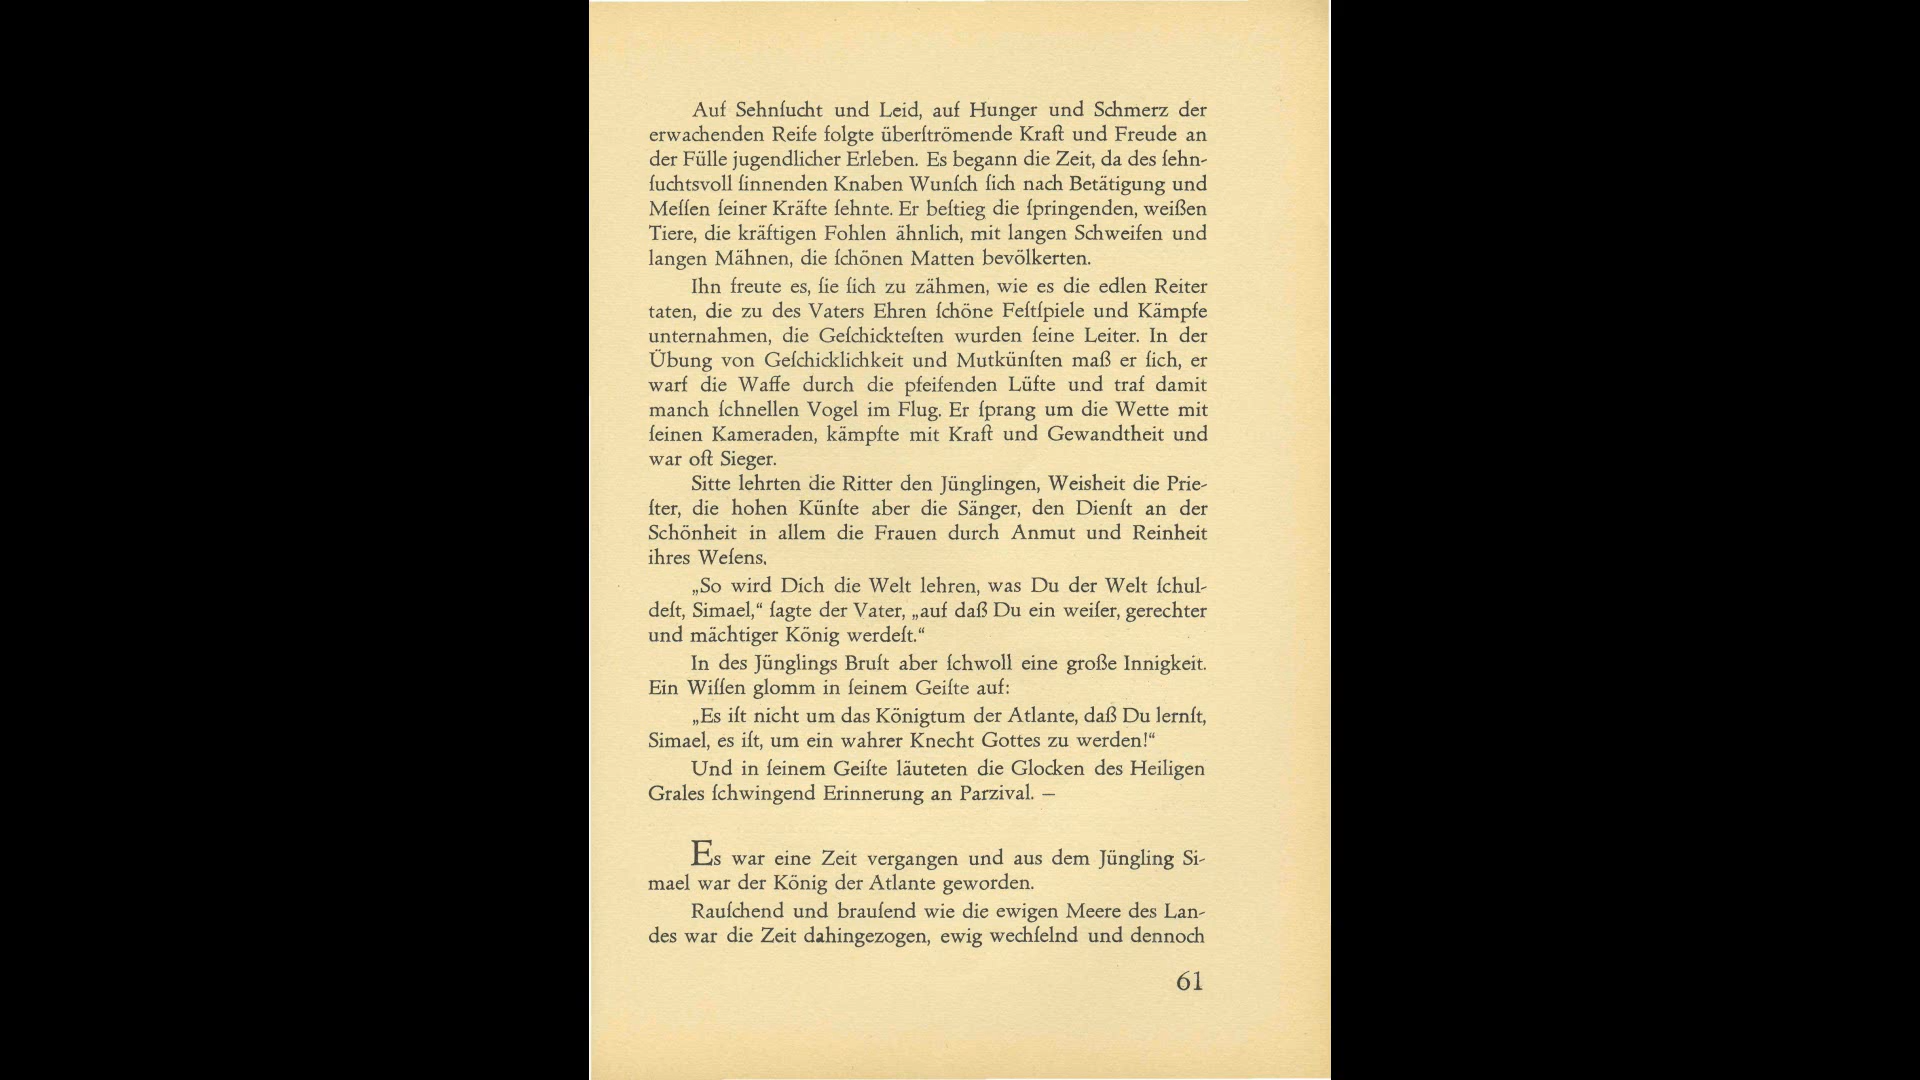 Auf Sehnſucht und Leid, auf Hunger und Schmerz der
erwachenden Reife folgte überſtrömende Kraft und Freude an
der Fülle jugendlicher Erleben. Es begann die Zeit, da des ſehn-
ſuchtsvoll ſinnenden Knaben Wunſch ſich nach Betätigung und
Meſſen ſeiner Kräfte ſehnte. Er beſtieg die ſpringenden, weißen
Tiere, die kräftigen Fohlen ähnlich, mit langen Schweifen und
langen Mähnen, die ſchönen Matten bevölkerten.
Ihn freute es, ſie ſich zu zähmen, wie es die edlen Reiter
taten, die zu des Vaters Ehren ſchöne Feſtſpiele und Kämpfe
unternahmen, die Geſchickteſten wurden ſeine Leiter. In der
Übung von Geſchicklichkeit und Mutkünſten maß er ſich, er
warf die Waffe durch die pfeifenden Lüfte und traf damit
manch ſchnellen Vogel im Flug. Er ſprang um die Wette mit
ſeinen Kameraden, kämpfte mit Kraft und Gewandtheit und
war oft Sieger.
Sitte lehrten die Ritter den Jünglingen, Weisheit die Prie-
ſter, die hohen Künſte aber die Sänger, den Dienſt an der
Schönheit in allem die Frauen durch Anmut und Reinheit
ihres Weſens.
„So wird Dich die Welt lehren, was Du der Welt ſchul-
deſt, Simael,“ ſagte der Vater, „auf daß Du ein weiſer, gerechter
und mächtiger König werdeſt.“
In des Jünglings Bruſt aber ſchwoll eine große Innigkeit.
Ein Wiſſen glomm in ſeinem Geiſte auf:
„Es iſt nicht um das Königtum der Atlante, daß Du lernſt,
Simael, es iſt, um ein wahrer Knecht Gottes zu werden!“
Und in ſeinem Geiſte läuteten die Glocken des Heiligen
Grales ſchwingend Erinnerung an Parzival. —
Es war eine Zeit vergangen und aus dem Jüngling Si-
mael war der König der Atlante geworden.
Rauſchend und brauſend wie die ewigen Meere des Lan-
des war die Zeit dahingezogen, ewig wechſelnd und dennoch
61